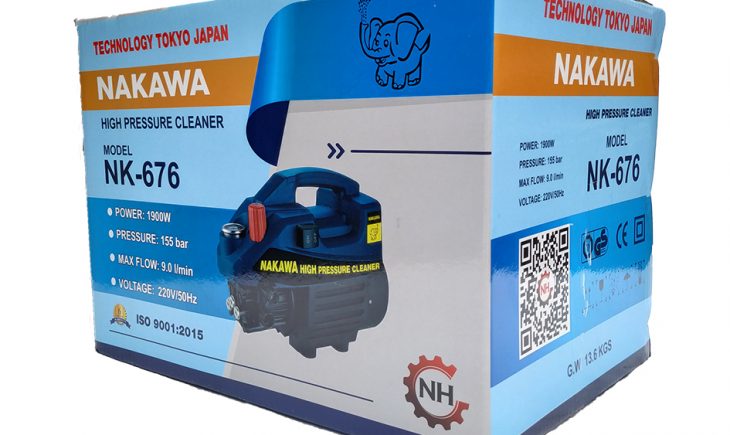 TECHNOLOGY TOKYO JAPAN
NAKAWA
HIGH PRESSURE CLEANER
MODEL
NK-676
POWER: 1900W
PRESSURE: 155 bar
MAX FLOW: 9.0 l/min
VOLTAGE: 220V/50Hz
ISO 9001:2015
NAKAWA
NAKAWA HIGH PRESSURE CLEANER
NH
TECHNOLOGY TOKYO JAPAN
NAKAWA
HIGH PRESSURE CLEANER
POWER: 1900W
PRESSURE: 155 bar
MAX FLOW: 9.0 l/min
VOLTAGE: 220V/50Hz
MODEL
NK-676
NH
CE
G.W 13.6 KGS